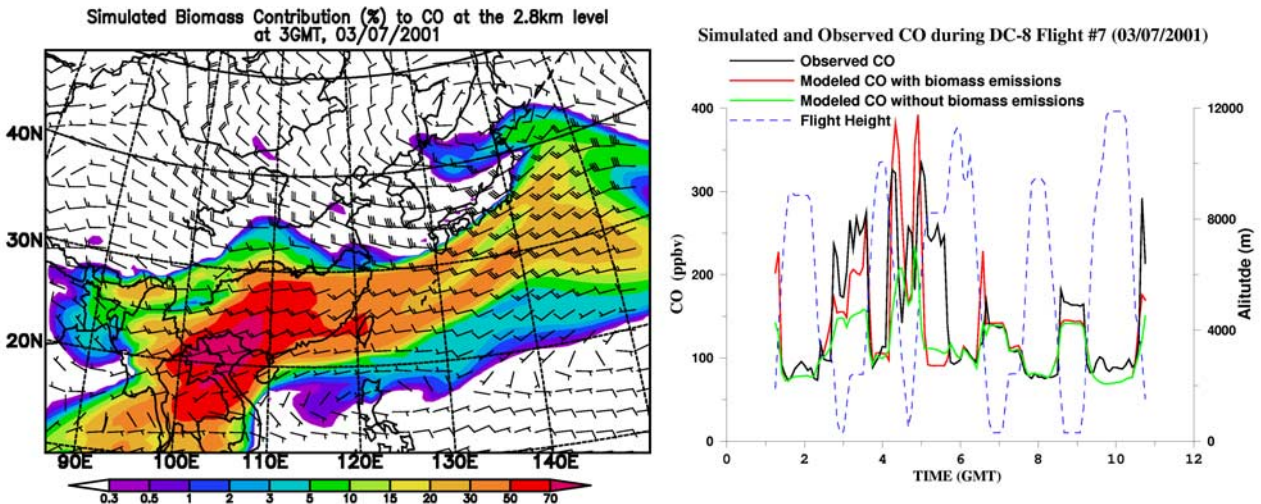 Simulated Biomass Contribution (%) to CO at the 2.8km level
at 3GMT, 03/07/2001
40N
30N
20N
90E 100E 110E 120E 130E 140E
0.3 0.5 1 2 3 5 10 15 20 30 50 70
Simulated and Observed CO during DC-8 Flight #7 (03/07/2001)
Observed CO
Modeled CO with biomass emissions
Modeled CO without biomass emissions
Flight Height
400 12000
300
8000
200
4000
100
0 0
CO (ppbv)
Alitutde (m)
0 2 4 6 8 10 12
TIME (GMT)